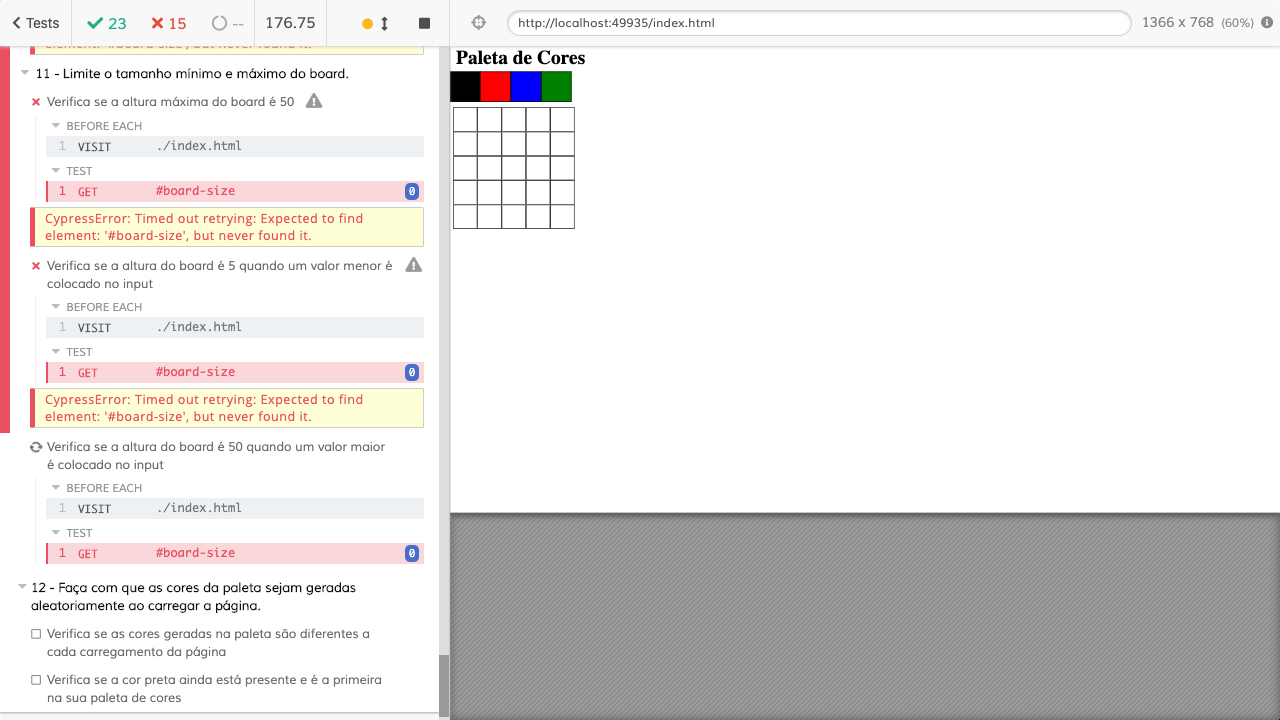 Tests
23
15
--
176.75
http://localhost:49935/index.html
1366 x 768 (60%)
element: '#board-size', but never found it.
11 - Limite o tamanho mínimo e máximo do board.
Verifica se a altura máxima do board é 50
BEFORE EACH
1 VISIT ./index.html
TEST
1 GET #board-size 0
CypressError: Timed out retrying: Expected to find
element: '#board-size', but never found it.
Verifica se a altura do board é 5 quando um valor menor é
colocado no input
BEFORE EACH
1 VISIT ./index.html
TEST
1 GET #board-size 0
CypressError: Timed out retrying: Expected to find
element: '#board-size', but never found it.
Verifica se a altura do board é 50 quando um valor maior
é colocado no input
BEFORE EACH
1 VISIT ./index.html
TEST
1 GET #board-size 0
12 - Faça com que as cores da paleta sejam geradas
aleatoriamente ao carregar a página.
Verifica se as cores geradas na paleta são diferentes a
cada carregamento da página
Verifica se a cor preta ainda está presente e é a primeira
na sua paleta de cores
Paleta de Cores